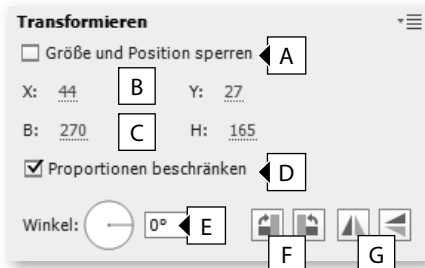 Transformieren
Größe und Position sperren A
X: 44 B Y: 27
B: 270 C H: 165
Proportionen beschränken D
Winkel: 0° E
F G